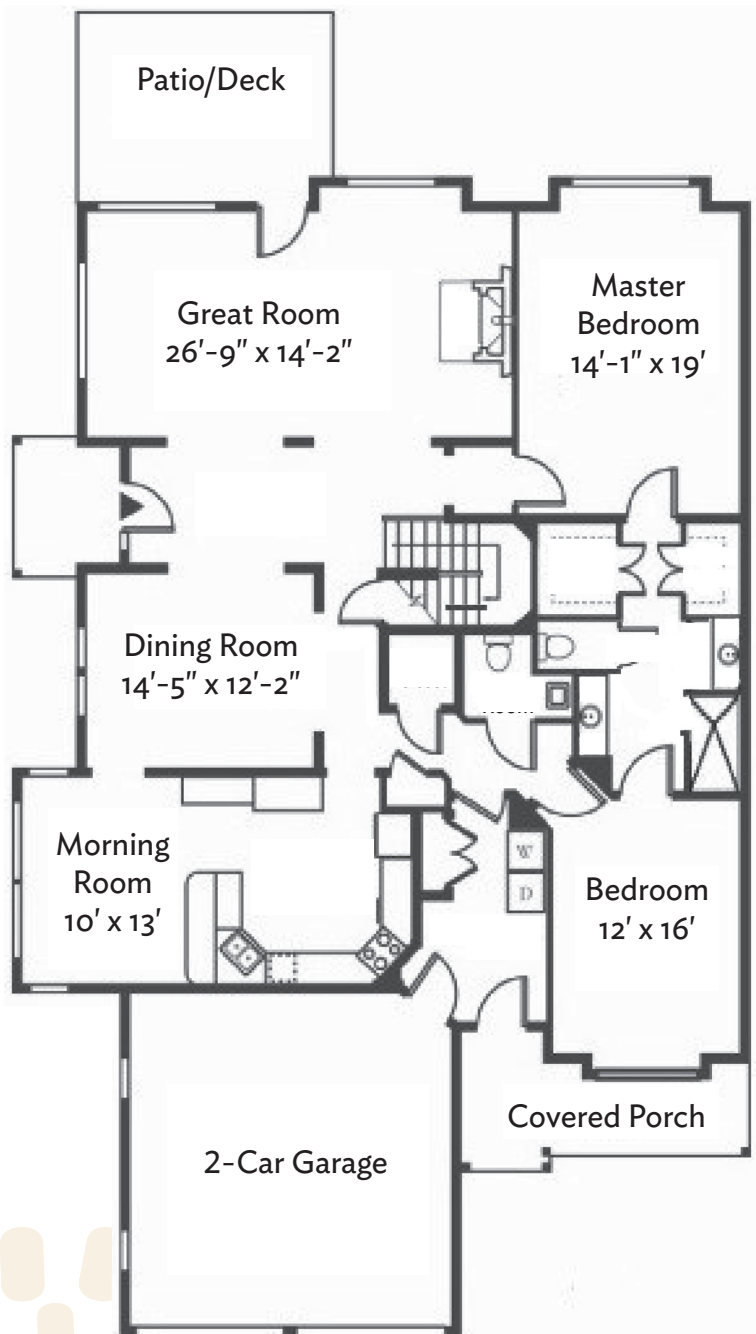 Patio/Deck
Great Room
26'-9" x 14'-2"
Master
Bedroom
14'-1" x 19'
Dining Room
14'-5" x 12'-2"
Morning
Room
10' x 13'
W
D
Bedroom
12' x 16'
Covered Porch
2-Car Garage